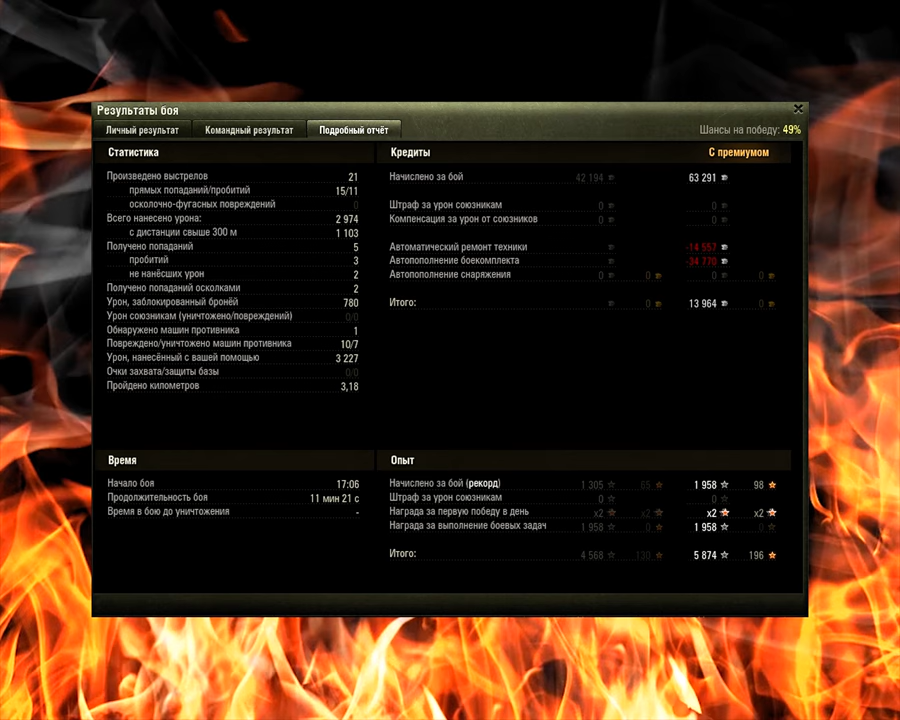 Результаты боя
Личный результат Командный результат Подробный отчёт Шансы на победу: 49%
Статистика
Произведено выстрелов 21
прямых попаданий/пробитий 15/11
осколочно-фугасных повреждений 0
Всего нанесено урона: 2 974
с дистанции свыше 300 м 1 103
Получено попаданий 5
пробитий 3
не нанёсших урон 2
Получено попаданий осколками 2
Урон, заблокированный бронёй 780
Урон союзникам (уничтожено/повреждений) 0/0
Обнаружено машин противника 1
Повреждено/уничтожено машин противника 10/7
Урон, нанесённый с вашей помощью 3 227
Очки захвата/защиты базы 0/0
Пройдено километров 3,18
Кредиты С премиумом
Начислено за бой 42 194 63 291
Штраф за урон союзникам 0 0
Компенсация за урон от союзников 0 0
Автоматический ремонт техники -14 557
Автопополнение боекомплекта -34 770
Автопополнение снаряжения 0 0 0 0
Итого: 0 13 964 0
Время
Начало боя 17:06
Продолжительность боя 11 мин 21 с
Время в бою до уничтожения -
Опыт
Начислено за бой (рекорд) 1 305 65 1 958 98
Штраф за урон союзникам 0 0
Награда за первую победу в день x2 x2 x2 x2
Награда за выполнение боевых задач 1 958 0 1 958 0
Итого: 4 568 130 5 874 196